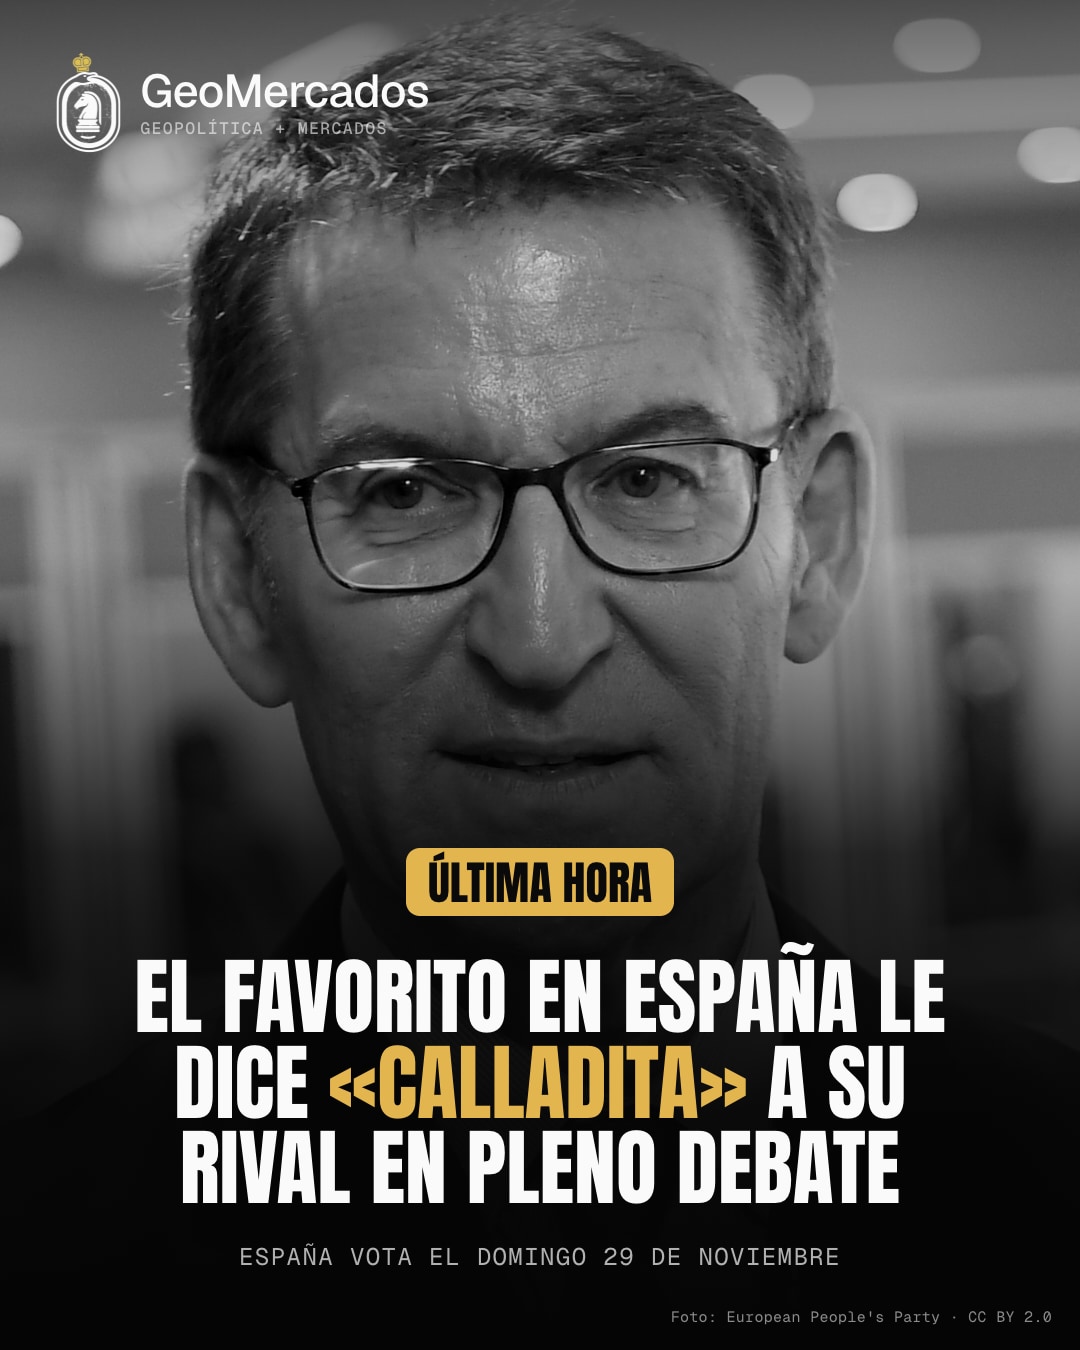 GeoMercados
GEOPOLÍTICA + MERCADOS
ÚLTIMA HORA
EL FAVORITO EN ESPAÑA LE
DICE «CALLADITA» A SU
RIVAL EN PLENO DEBATE
ESPAÑA VOTA EL DOMINGO 29 DE NOVIEMBRE
Foto: European People's Party · CC BY 2.0